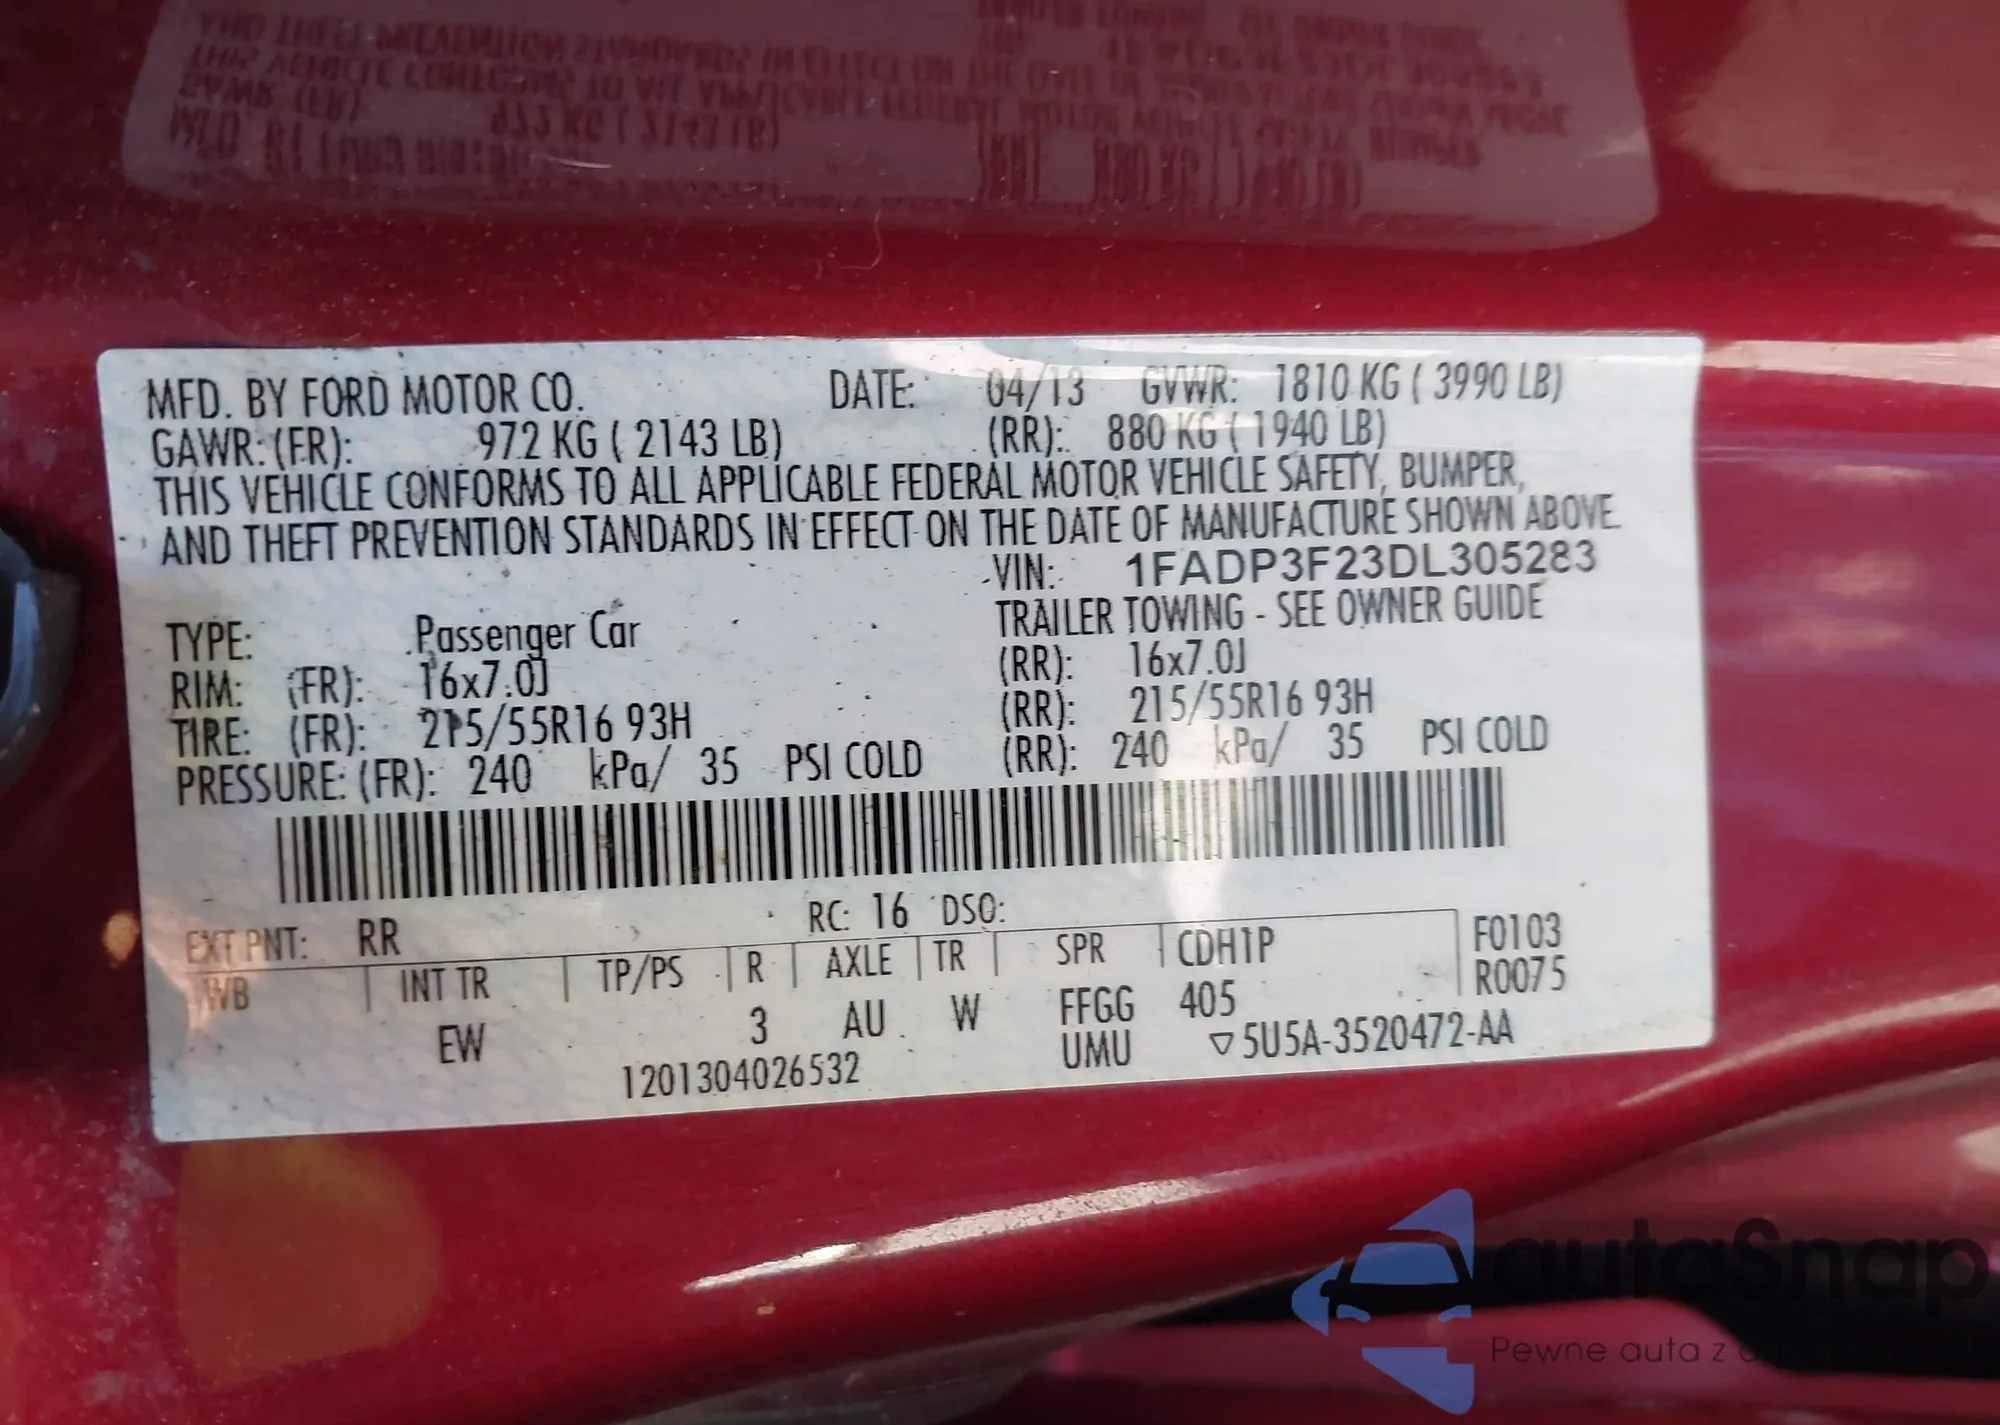 MFD. BY FORD MOTOR CO. DATE: 04/13 GVWR: 1810 KG ( 3990 LB)
GAWR: (FR): 972 KG ( 2143 LB) (RR): 880 KG ( 1940 LB)
THIS VEHICLE CONFORMS TO ALL APPLICABLE FEDERAL MOTOR VEHICLE SAFETY, BUMPER,
AND THEFT PREVENTION STANDARDS IN EFFECT ON THE DATE OF MANUFACTURE SHOWN ABOVE.
VIN: 1FADP3F23DL305283
TYPE: Passenger Car TRAILER TOWING - SEE OWNER GUIDE
RIM: (FR): 16x7.0J (RR): 16x7.0J
TIRE: (FR): 215/55R16 93H (RR): 215/55R16 93H
PRESSURE: (FR): 240 kPa/ 35 PSI COLD (RR): 240 kPa/ 35 PSI COLD
EXT PNT: RR RC: 16 DSO:
WB INT TR TP/PS R AXLE TR SPR CDH1P F0103
R0075
EW 3 AU W FFGG 405
1201304026532 UMU ▽5U5A-3520472-AA
autoSnap
Pewne auta z